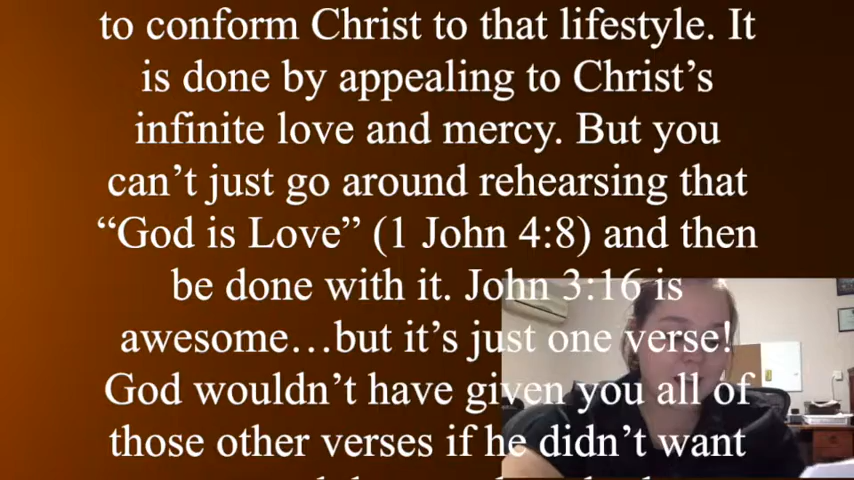 to conform Christ to that lifestyle. It
is done by appealing to Christ’s
infinite love and mercy. But you
can’t just go around rehearsing that
“God is Love” (1 John 4:8) and then
be done with it. John 3:16 is
awesome…but it’s just one verse!
God wouldn’t have given you all of
those other verses if he didn’t want